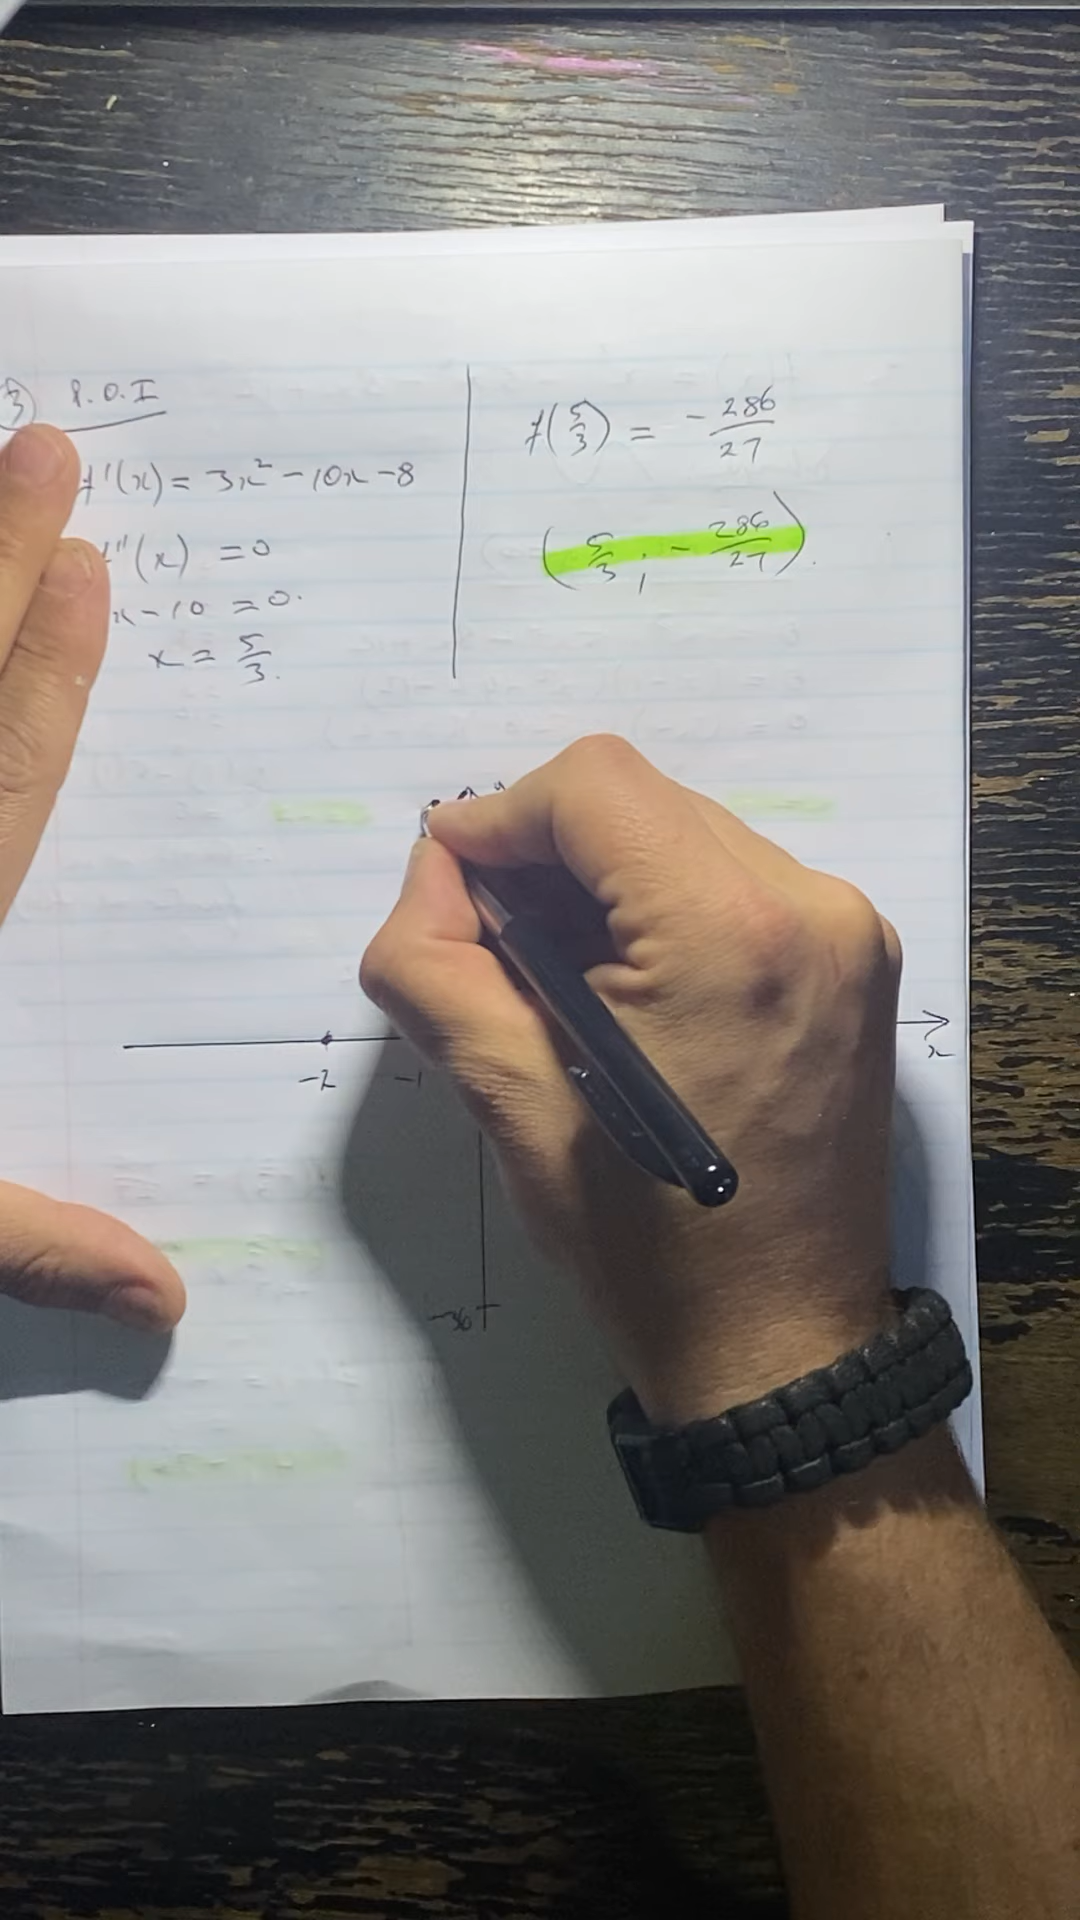 3 P.O.I
f'(x) = 3x² - 10x - 8
f''(x) = 0
x - 10 = 0.
x = 5/3.
f(5/3) = - 286/27
(5/3 ; - 286/27).
y
x
-2 -1
-36